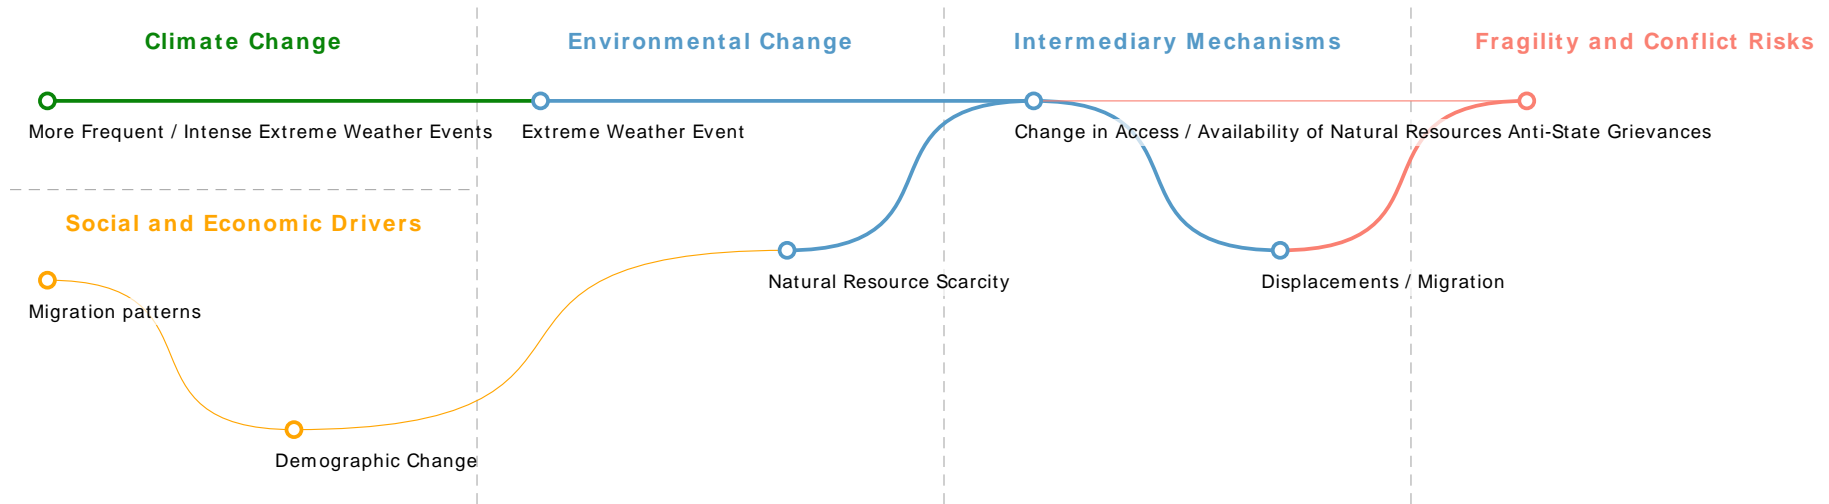 Climate Change
Environmental Change
Intermediary Mechanisms
Fragility and Conflict Risks
More Frequent / Intense Extreme Weather Events
Extreme Weather Event
Change in Access / Availability of Natural Resources
Anti-State Grievances
Social and Economic Drivers
Natural Resource Scarcity
Displacements / Migration
Migration patterns
Demographic Change